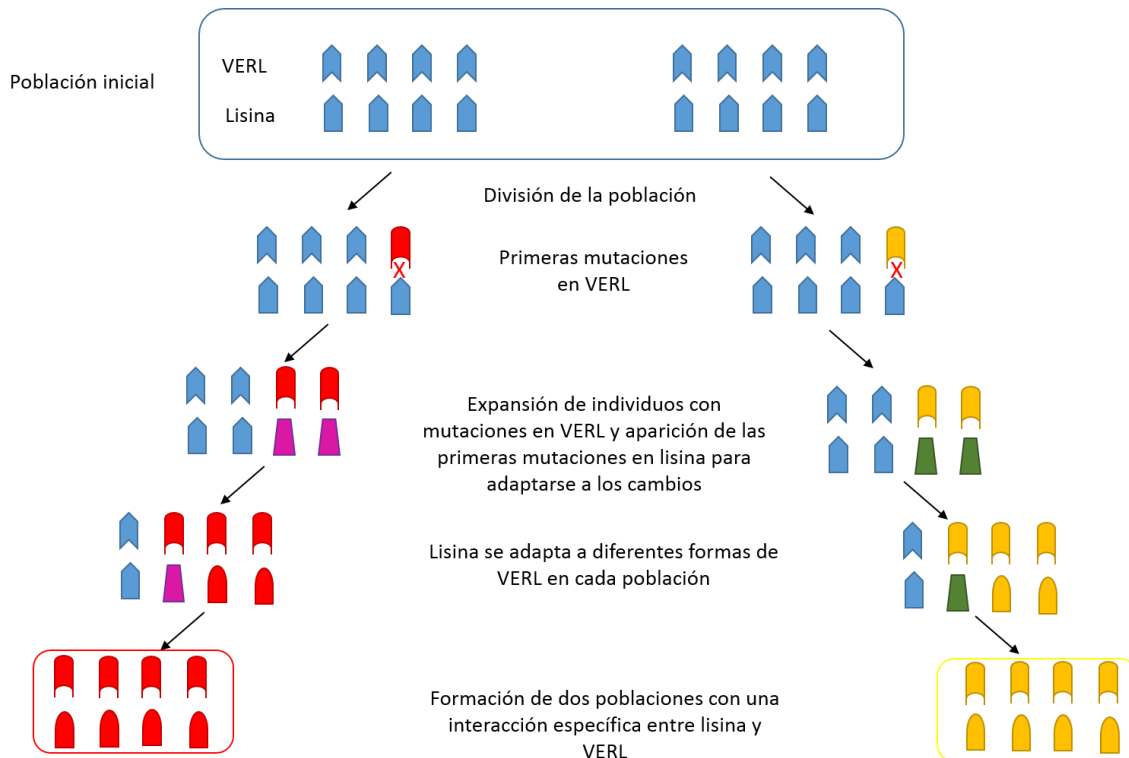 VERL
Población inicial
Lisina
División de la población
Primeras mutaciones
en VERL
X
X
Expansión de individuos con
mutaciones en VERL y aparición de las
primeras mutaciones en lisina para
adaptarse a los cambios
Lisina se adapta a diferentes formas de
VERL en cada población
Formación de dos poblaciones con una
interacción específica entre lisina y
VERL